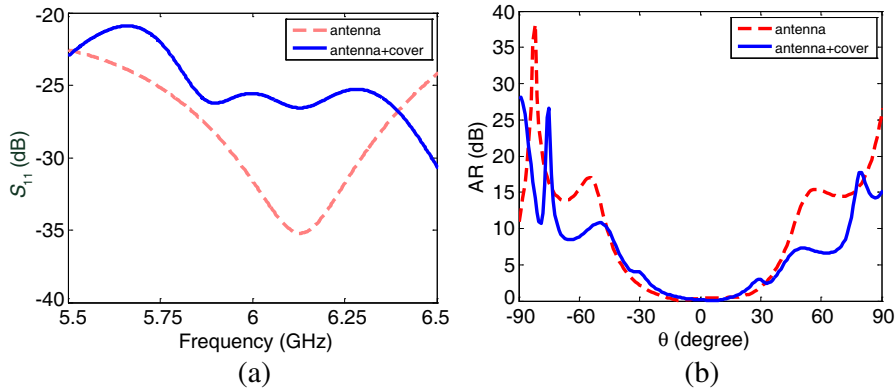 antenna
antenna+cover
-20
-25
-30
-35
-40
S11 (dB)
5.5
5.75
6
6.25
6.5
Frequency (GHz)
(a)
antenna
antenna+cover
40
35
30
25
20
15
10
5
0
AR (dB)
-90
-60
-30
0
30
60
90
θ (degree)
(b)